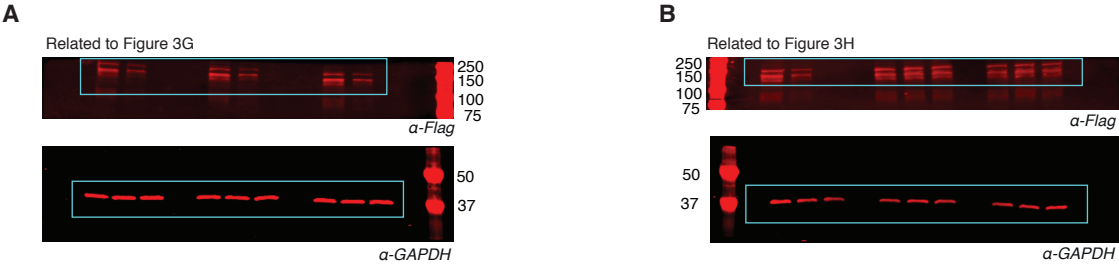 A
Related to Figure 3G
250
150
100
75
α-Flag
50
37
α-GAPDH
B
Related to Figure 3H
250
150
100
75
α-Flag
50
37
α-GAPDH